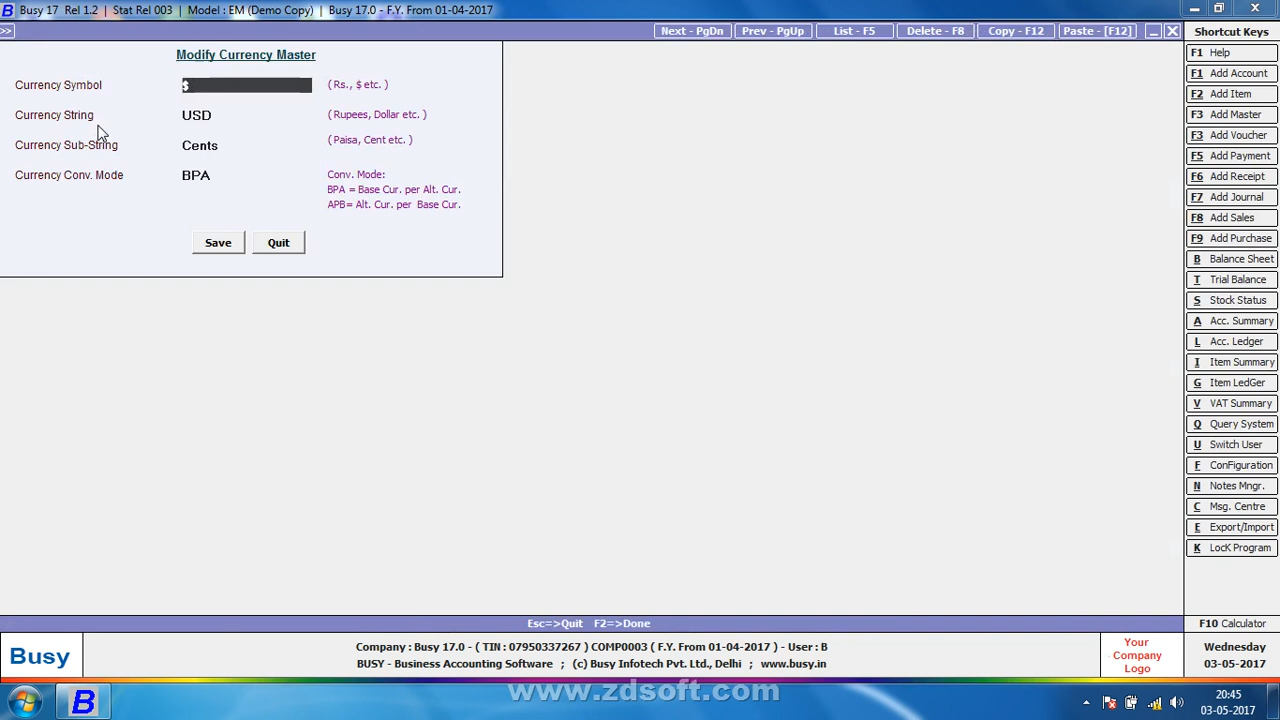 Busy 17 Rel 1.2 | Stat Rel 003 | Model : EM (Demo Copy) | Busy 17.0 - F.Y. From 01-04-2017
>> Next - PgDn Prev - PgUp List - F5 Delete - F8 Copy - F12 Paste - [F12]
Modify Currency Master
Currency Symbol $ ( Rs., $ etc. )
Currency String USD ( Rupees, Dollar etc. )
Currency Sub-String Cents ( Paisa, Cent etc. )
Currency Conv. Mode BPA Conv. Mode:
BPA = Base Cur. per Alt. Cur.
APB= Alt. Cur. per Base Cur.
Save Quit
Shortcut Keys
F1 Help
F1 Add Account
F2 Add Item
F3 Add Master
F3 Add Voucher
F5 Add Payment
F6 Add Receipt
F7 Add Journal
F8 Add Sales
F9 Add Purchase
B Balance Sheet
T Trial Balance
S Stock Status
A Acc. Summary
L Acc. Ledger
I Item Summary
G Item LedGer
V VAT Summary
Q Query System
U Switch User
F ConFiguration
N Notes Mngr.
C Msg. Centre
E Export/Import
K LocK Program
Esc=>Quit F2=>Done
F10 Calculator
Busy
Company : Busy 17.0 - ( TIN : 07950337267 ) COMP0003 ( F.Y. From 01-04-2017 ) - User : B
BUSY - Business Accounting Software ; (c) Busy Infotech Pvt. Ltd., Delhi ; www.busy.in
Your
Company
Logo
Wednesday
03-05-2017
B
www.zdsoft.com
20:45
03-05-2017